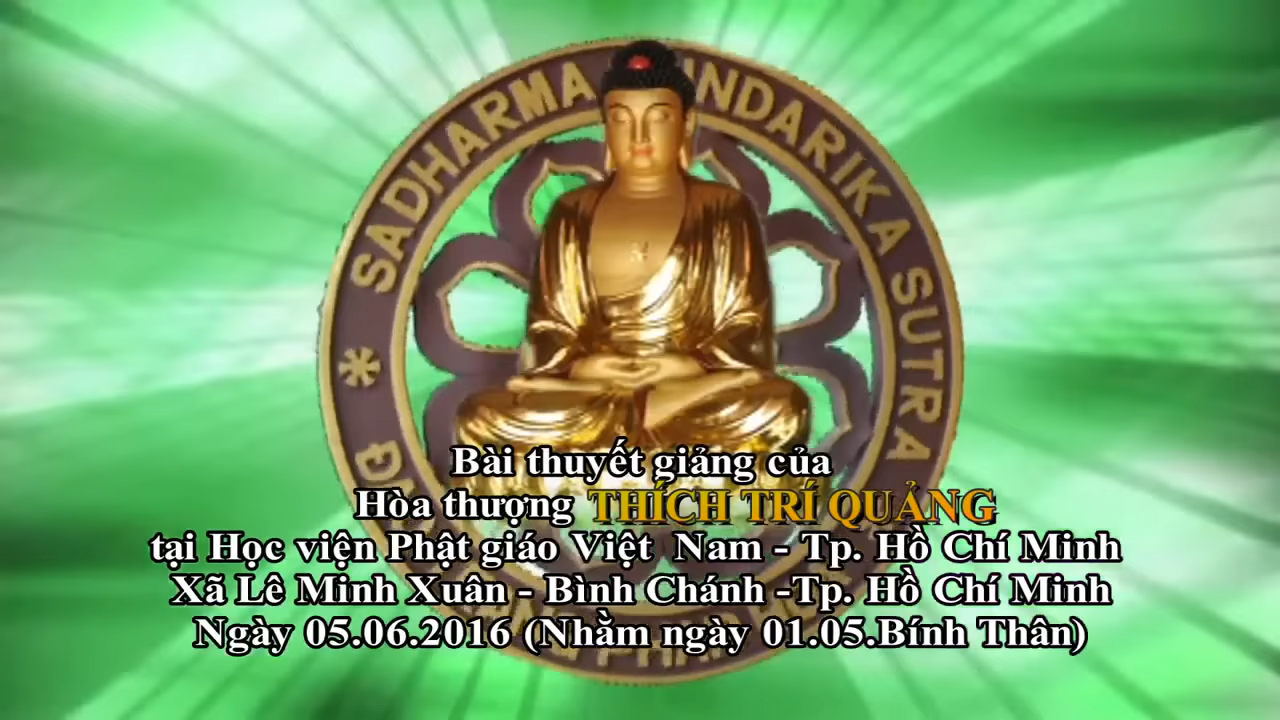 SADHARMA UNDARIKA SUTRA
Bài thuyết giảng của
Hòa thượng THÍCH TRÍ QUẢNG
tại Học viện Phật giáo Việt Nam - Tp. Hồ Chí Minh
Xã Lê Minh Xuân - Bình Chánh -Tp. Hồ Chí Minh
Ngày 05.06.2016 (Nhằm ngày 01.05.Bính Thân)